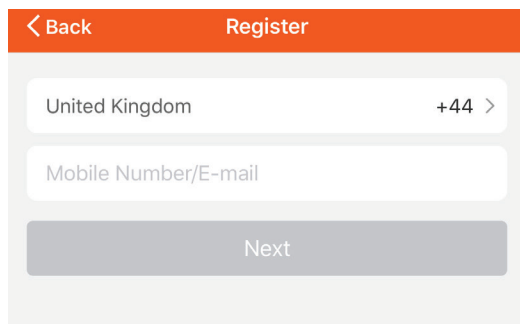 Back
Register
United Kingdom +44
Mobile Number/E-mail
Next